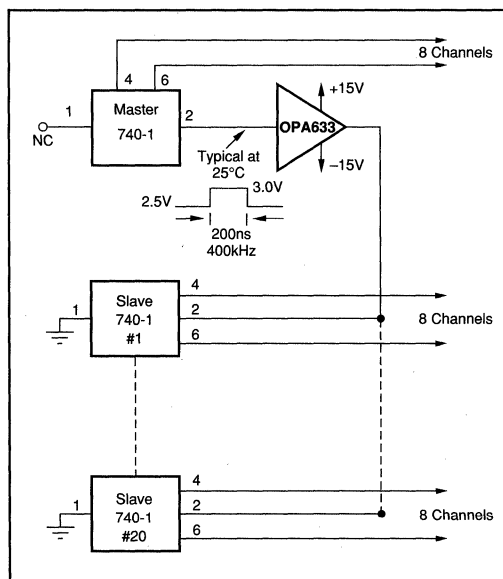 8 Channels
4
6
1
Master
740-1
2
NC
+15V
OPA633
–15V
Typical at
25°C
2.5V
3.0V
200ns
400kHz
1
Slave
740-1
#1
4
2
6
8 Channels
1
Slave
740-1
#20
4
2
6
8 Channels